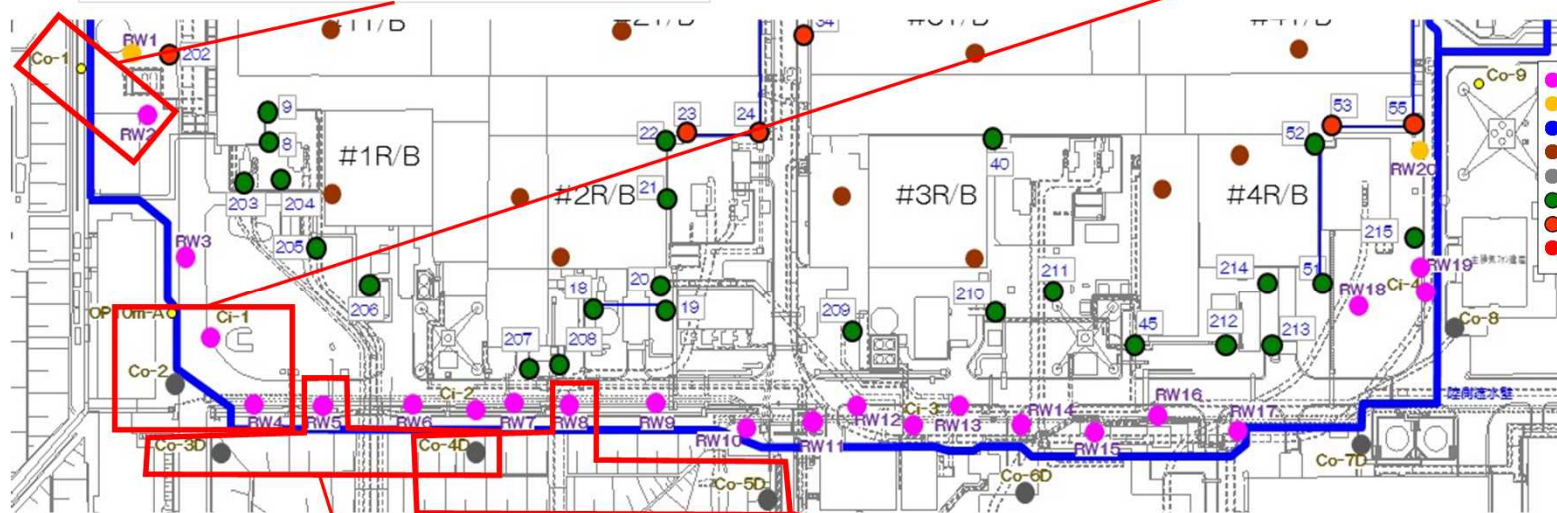 34
RW1
Co-1
202
RW2
Co-9
9
8
#1R/B
203
204
205
206
22
23
24
21
#2R/B
18
20
19
207
208
40
#3R/B
209
210
211
53
55
52
RW20
#4R/B
215
214
51
RW19
Ci-4
RW18
Co-8
45
212
213
RW3
OP10m-A
Ci-1
Co-2
RW4
RW5
RW6
Ci-2
RW7
RW8
RW9
RW10
RW11
RW12
Ci-3
RW13
RW14
RW15
RW16
RW17
陸側遮水壁
Co-3D
Co-4D
Co-5D
Co-6D
Co-7D